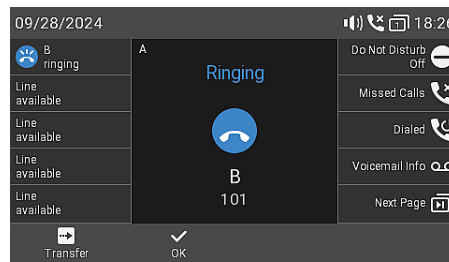 09/28/2024
1
18:26
B
ringing
Line
available
Line
available
Line
available
Line
available
A
Ringing
B
101
Do Not Disturb
Off
Missed Calls
Dialed
Voicemail Info
Next Page
Transfer
OK